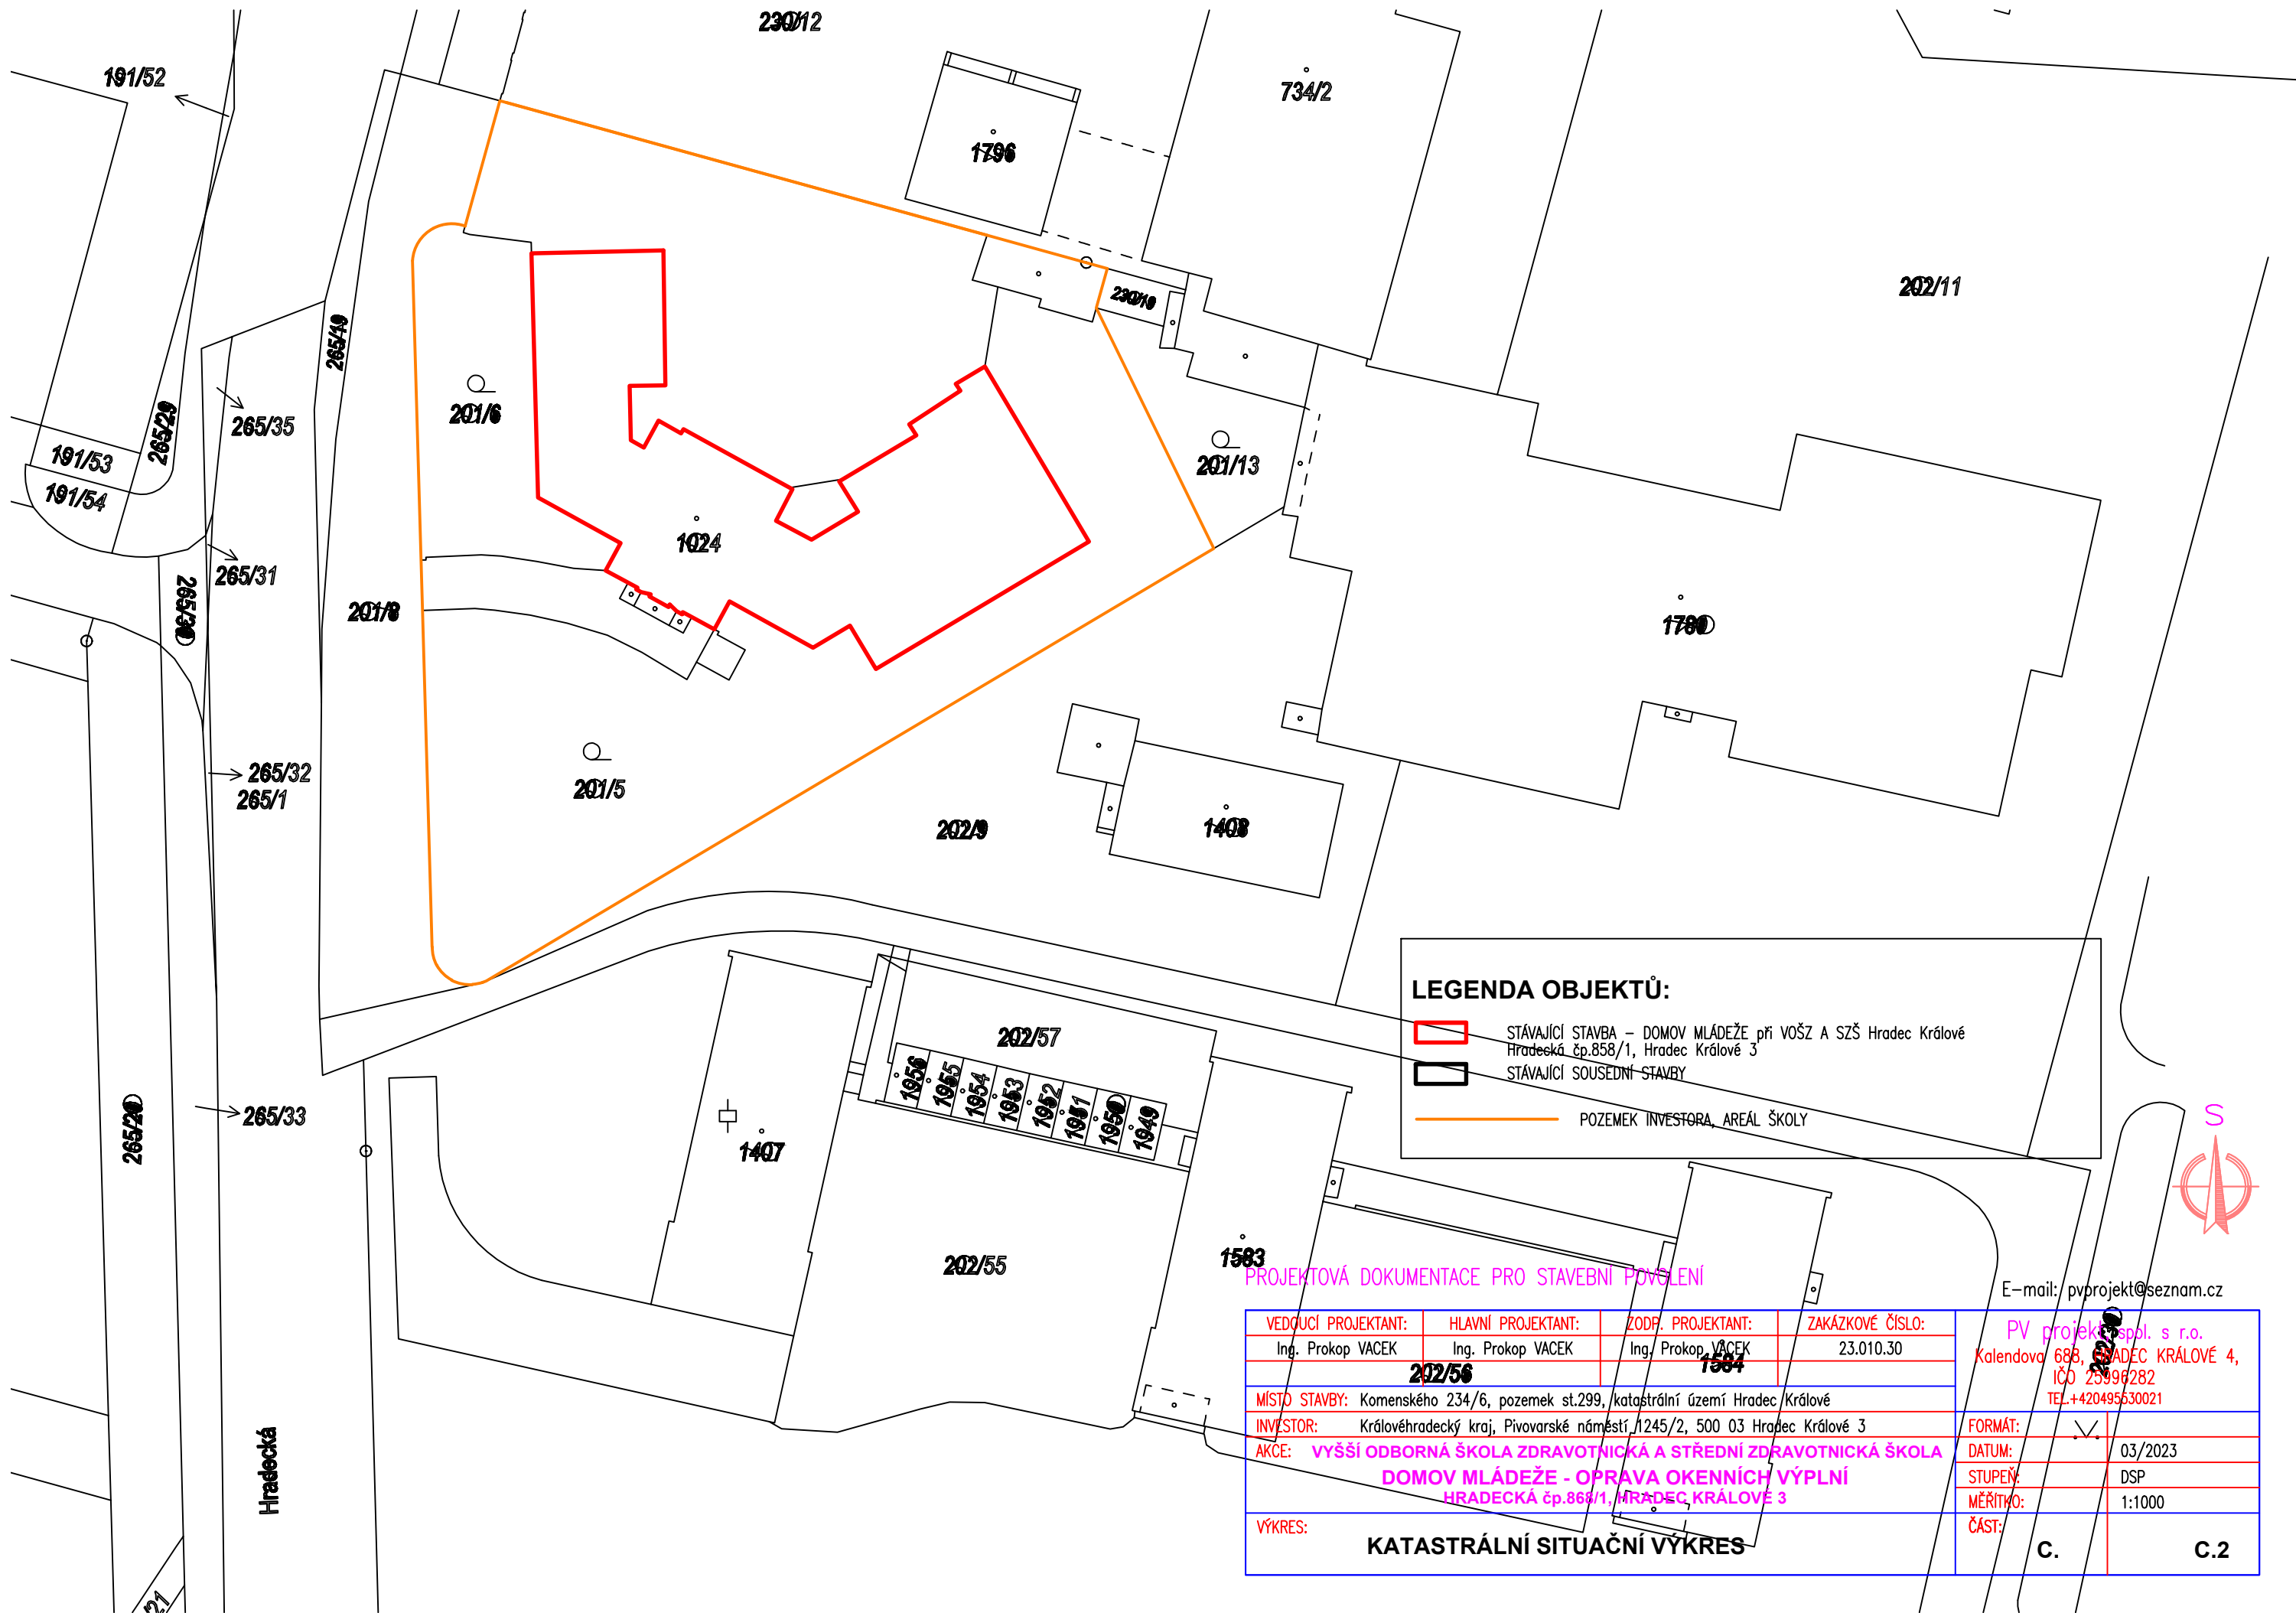 230/12
191/52
734/2
1796
202/11
265/19
201/6
265/35
265/29
191/53
191/54
201/13
1024
265/31
201/8
1780
265/32
265/1
201/5
202/9
1408
LEGENDA OBJEKTŮ:
STÁVAJÍCÍ STAVBA – DOMOV MLÁDEŽE při VOŠZ A SZŠ Hradec Králové
Hradecká čp.858/1, Hradec Králové 3
STÁVAJÍCÍ SOUSEDNÍ STAVBY
POZEMEK INVESTORA, AREÁL ŠKOLY
202/57
1956
1955
1954
1953
1952
1951
1950
1949
265/33
S
1407
202/55
1583
PROJEKTOVÁ DOKUMENTACE PRO STAVEBNÍ POVOLENÍ
E-mail: pvprojekt@seznam.cz
VEDOUCÍ PROJEKTANT: HLAVNÍ PROJEKTANT: ZODP. PROJEKTANT: ZAKÁZKOVÉ ČÍSLO:
Ing. Prokop VACEK Ing. Prokop VACEK Ing. Prokop VACEK 23.010.30
PV projekt, spol. s r.o.
Kalendova 688, HRADEC KRÁLOVÉ 4,
IČO 25996282
TEL.+420495530021
202/56
1584
MÍSTO STAVBY: Komenského 234/6, pozemek st.299, katastrální území Hradec Králové
INVESTOR: Královéhradecký kraj, Pivovarské náměstí 1245/2, 500 03 Hradec Králové 3
AKCE: VYŠŠÍ ODBORNÁ ŠKOLA ZDRAVOTNICKÁ A STŘEDNÍ ZDRAVOTNICKÁ ŠKOLA
DOMOV MLÁDEŽE - OPRAVA OKENNÍCH VÝPLNÍ
HRADECKÁ čp.868/1, HRADEC KRÁLOVÉ 3
FORMÁT:
DATUM: 03/2023
STUPEŇ: DSP
MĚŘÍTKO: 1:1000
VÝKRES: KATASTRÁLNÍ SITUAČNÍ VÝKRES
ČÁST: C. C.2
Hradecká